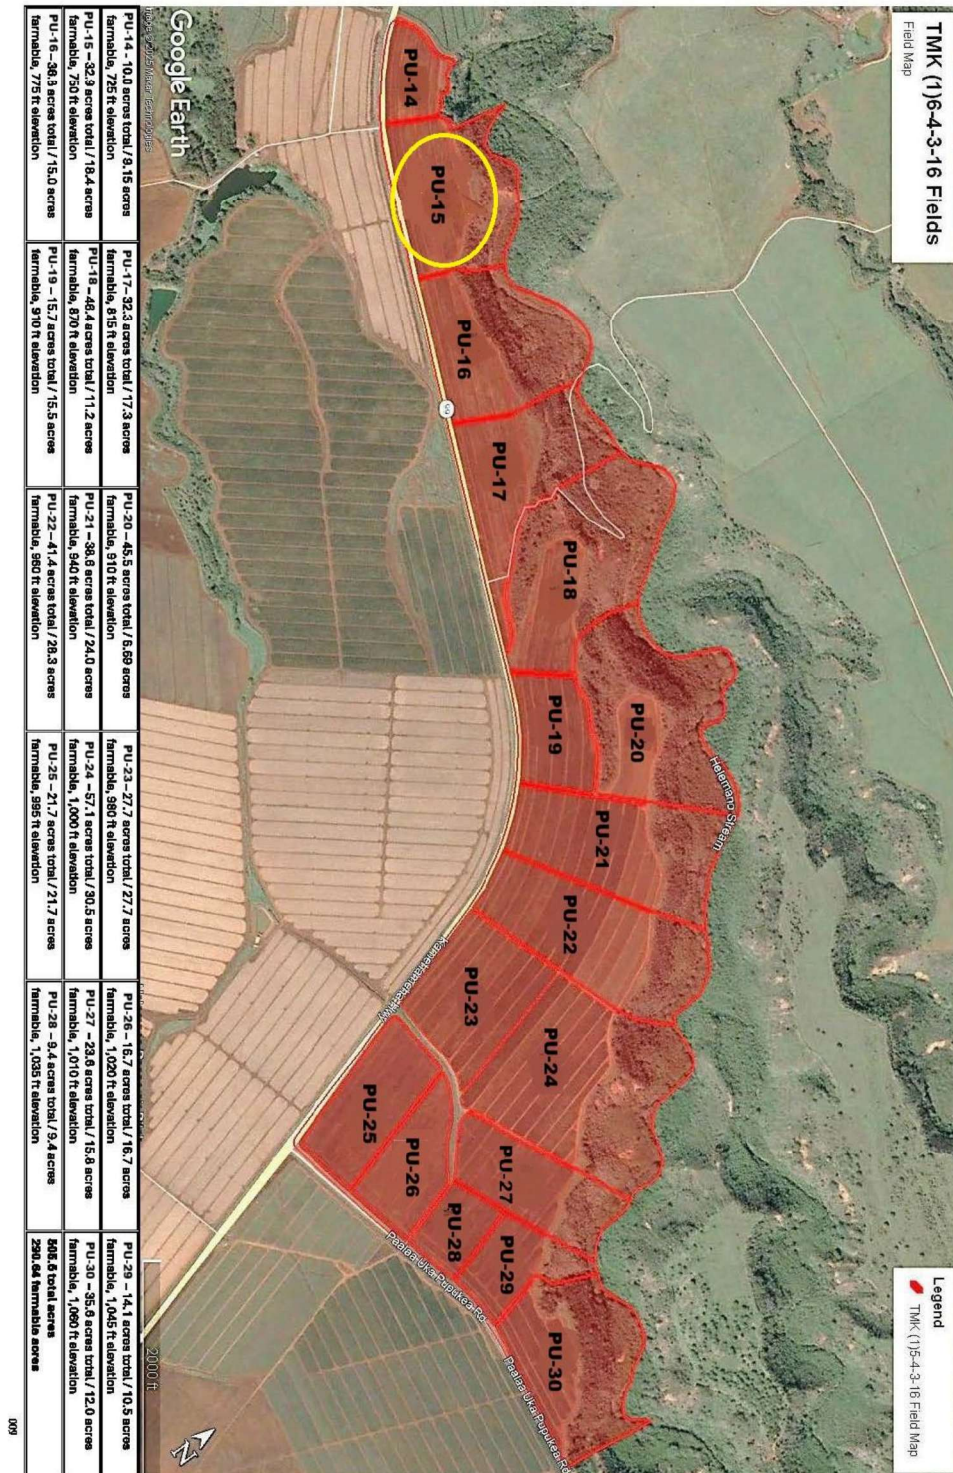 TMK (1)6-4-3-16 Fields
Field Map
Legend
TMK (1)5-4-3-16 Field Map
PU-14
PU-15
PU-16
PU-17
PU-18
PU-19
PU-20
PU-21
PU-22
PU-23
PU-24
PU-25
PU-26
PU-27
PU-28
PU-29
PU-30
99
Helemano Stream
Kamehameha Hwy
Paalaa Uka Pupukea Rd
Paalaa Uka Pupukea Rd
Google Earth
Image © 2025 Maxar Technologies
2000 ft
N
PU-14 - 10.0 acres total / 9.15 acres
farmable, 725 ft elevation
PU-17 – 32.3 acres total / 17.3 acres
farmable, 815 ft elevation
PU-20 – 45.5 acres total / 6.69 acres
farmable, 910 ft elevation
PU-23 – 27.7 acres total / 27.7 acres
farmable, 980 ft elevation
PU-26 – 16.7 acres total / 16.7 acres
farmable, 1,020 ft elevation
PU-29 – 14.1 acres total / 10.5 acres
farmable, 1,045 ft elevation
PU-15 – 32.9 acres total / 18.4 acres
farmable, 750 ft elevation
PU-18 – 46.4 acres total / 11.2 acres
farmable, 870 ft elevation
PU-21 – 38.6 acres total / 24.0 acres
farmable, 940 ft elevation
PU-24 – 57.1 acres total / 30.5 acres
farmable, 1,000 ft elevation
PU-27 – 23.6 acres total / 15.8 acres
farmable, 1,010 ft elevation
PU-30 – 35.6 acres total / 12.0 acres
farmable, 1,060 ft elevation
PU-16 – 36.9 acres total / 15.0 acres
farmable, 775 ft elevation
PU-19 – 15.7 acres total / 15.5 acres
farmable, 910 ft elevation
PU-22 – 41.4 acres total / 28.3 acres
farmable, 960 ft elevation
PU-25 – 21.7 acres total / 21.7 acres
farmable, 995 ft elevation
PU-28 – 9.4 acres total / 9.4 acres
farmable, 1,035 ft elevation
505.5 total acres
290.64 farmable acres
009